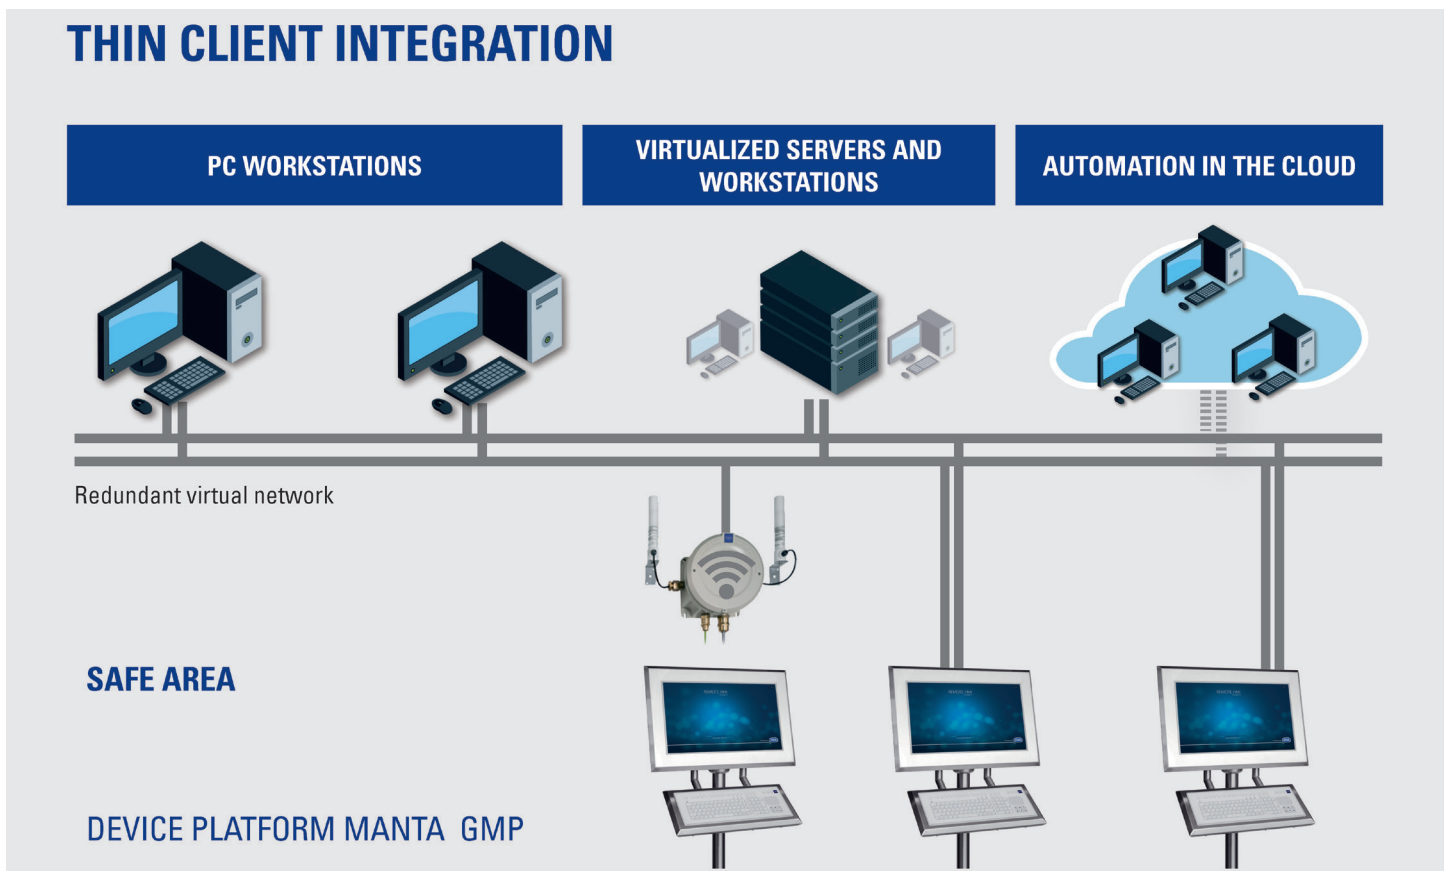 THIN CLIENT INTEGRATION
PC WORKSTATIONS
VIRTUALIZED SERVERS AND
WORKSTATIONS
AUTOMATION IN THE CLOUD
Redundant virtual network
SAFE AREA
DEVICE PLATFORM MANTA GMP